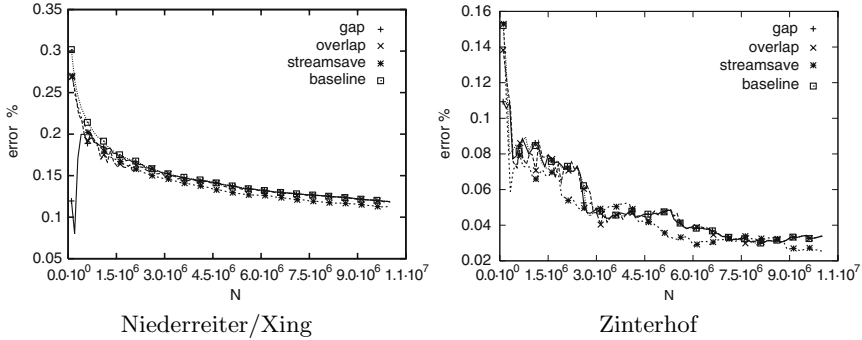 0.35
0.3
0.25
0.2
0.15
0.1
0.05
error %
gap
overlap
streamsave
baseline
0.0·10⁰ 1.5·10⁶ 3.0·10⁶ 4.5·10⁶ 6.0·10⁶ 7.5·10⁶ 9.0·10⁶ 1.1·10⁷
N
Niederreiter/Xing
0.16
0.14
0.12
0.1
0.08
0.06
0.04
0.02
error %
gap
overlap
streamsave
baseline
0.0·10⁰ 1.5·10⁶ 3.0·10⁶ 4.5·10⁶ 6.0·10⁶ 7.5·10⁶ 9.0·10⁶ 1.1·10⁷
N
Zinterhof